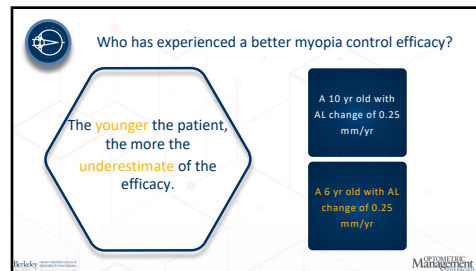 Who has experienced a better myopia control efficacy?
The younger the patient,
the more the
underestimate of the
efficacy.
A 10 yr old with
AL change of 0.25
mm/yr
A 6 yr old with AL
change of 0.25
mm/yr
Berkeley
OPTOMETRIC
Management